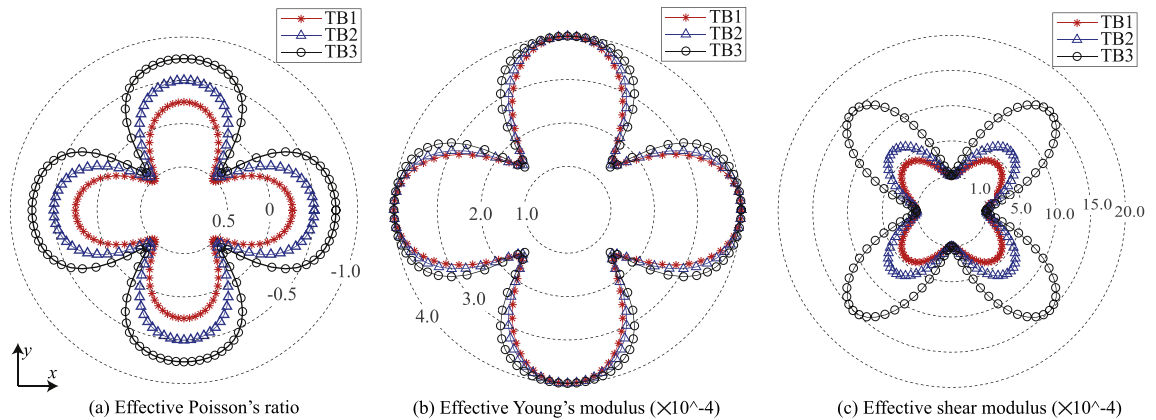 TB1
TB2
TB3
0.5
0
-0.5
-1.0
y
x
(a) Effective Poisson's ratio
TB1
TB2
TB3
2.0
1.0
3.0
4.0
(b) Effective Young's modulus (×10^-4)
TB1
TB2
TB3
1.0
5.0
10.0
15.0
20.0
(c) Effective shear modulus (×10^-4)